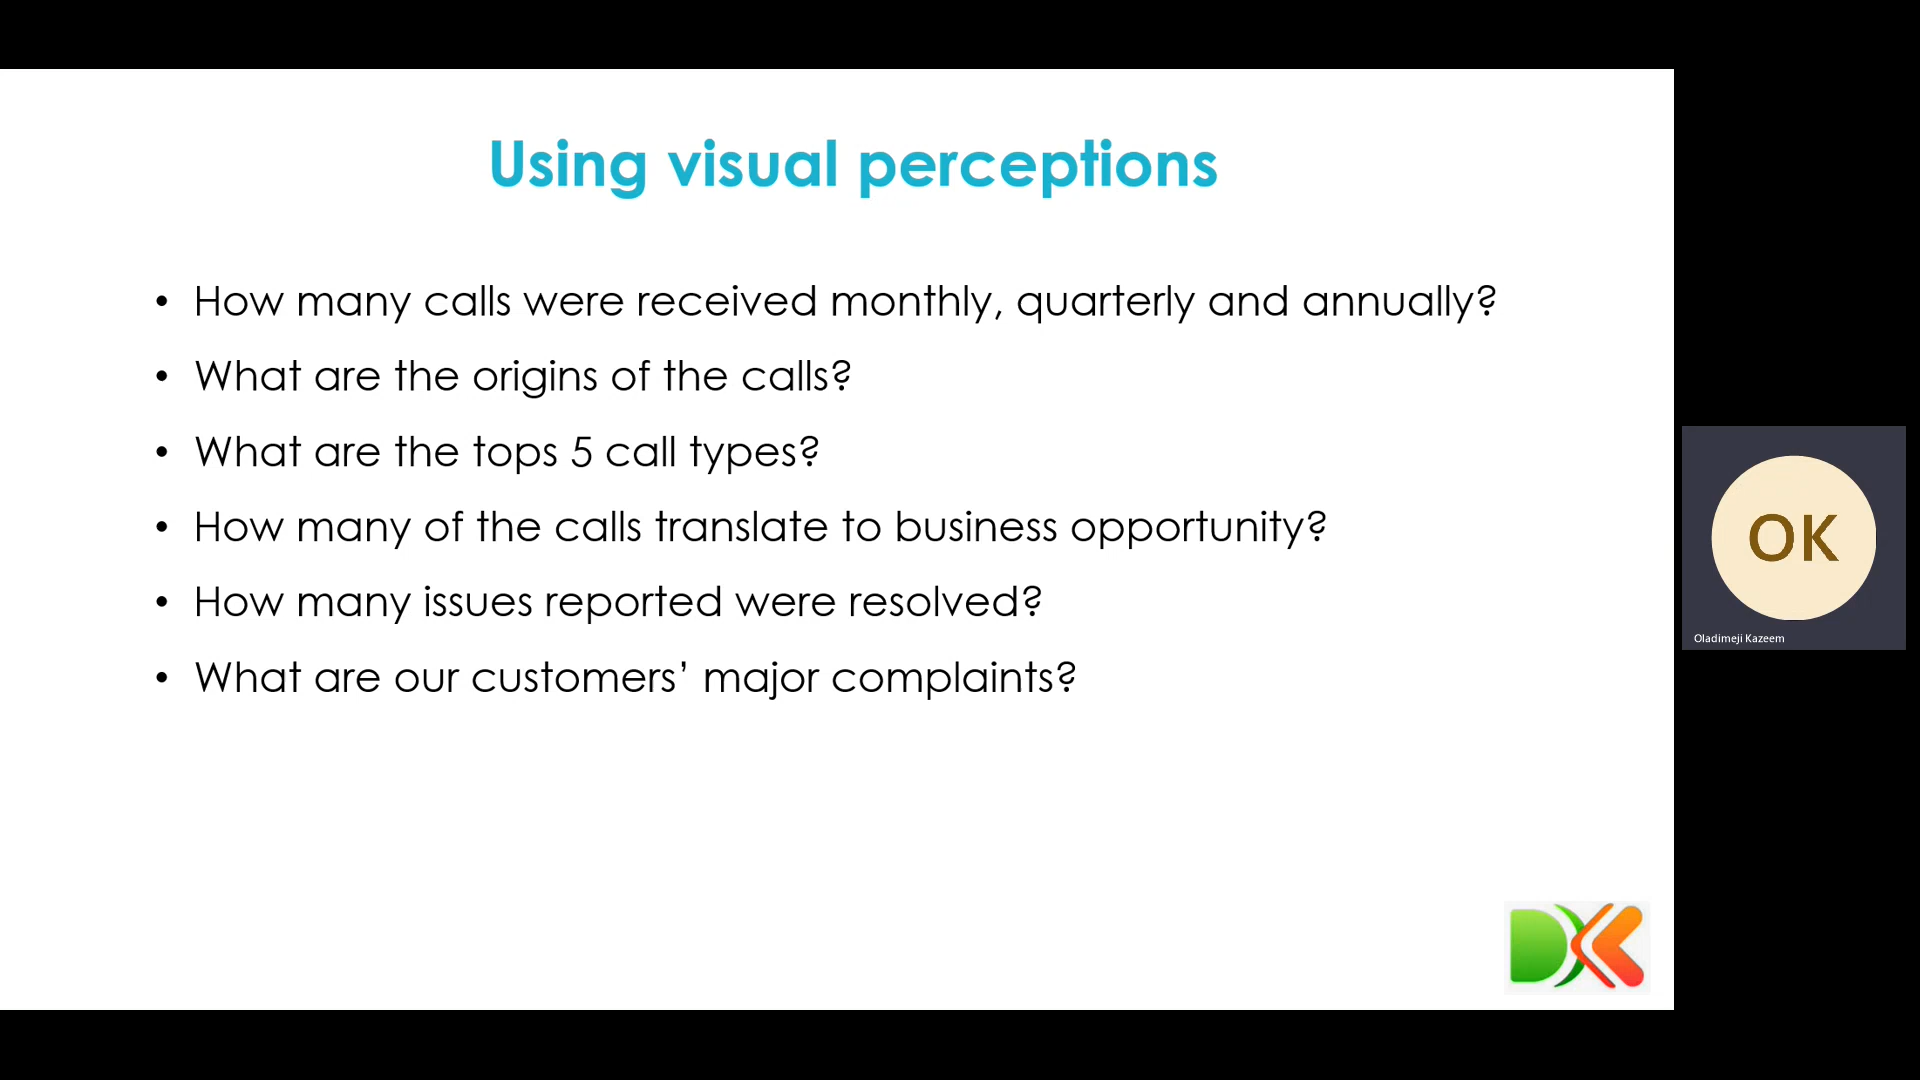 Using visual perceptions
• How many calls were received monthly, quarterly and annually?
• What are the origins of the calls?
• What are the tops 5 call types?
• How many of the calls translate to business opportunity?
• How many issues reported were resolved?
• What are our customers’ major complaints?
OK
Oladimeji Kazeem
DK